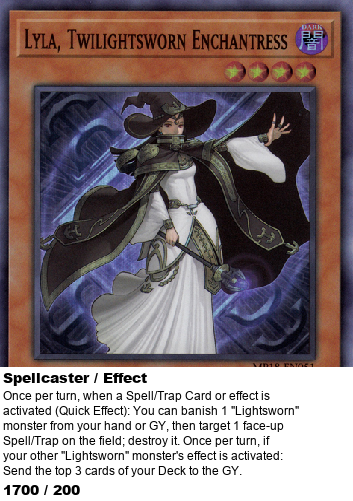 LYLA, TWILIGHTSWORN ENCHANTRESS
DARK
闇
MP18-EN051
Spellcaster / Effect
Once per turn, when a Spell/Trap Card or effect is
activated (Quick Effect): You can banish 1 "Lightsworn"
monster from your hand or GY, then target 1 face-up
Spell/Trap on the field; destroy it. Once per turn, if
your other "Lightsworn" monster's effect is activated:
Send the top 3 cards of your Deck to the GY.
1700 / 200